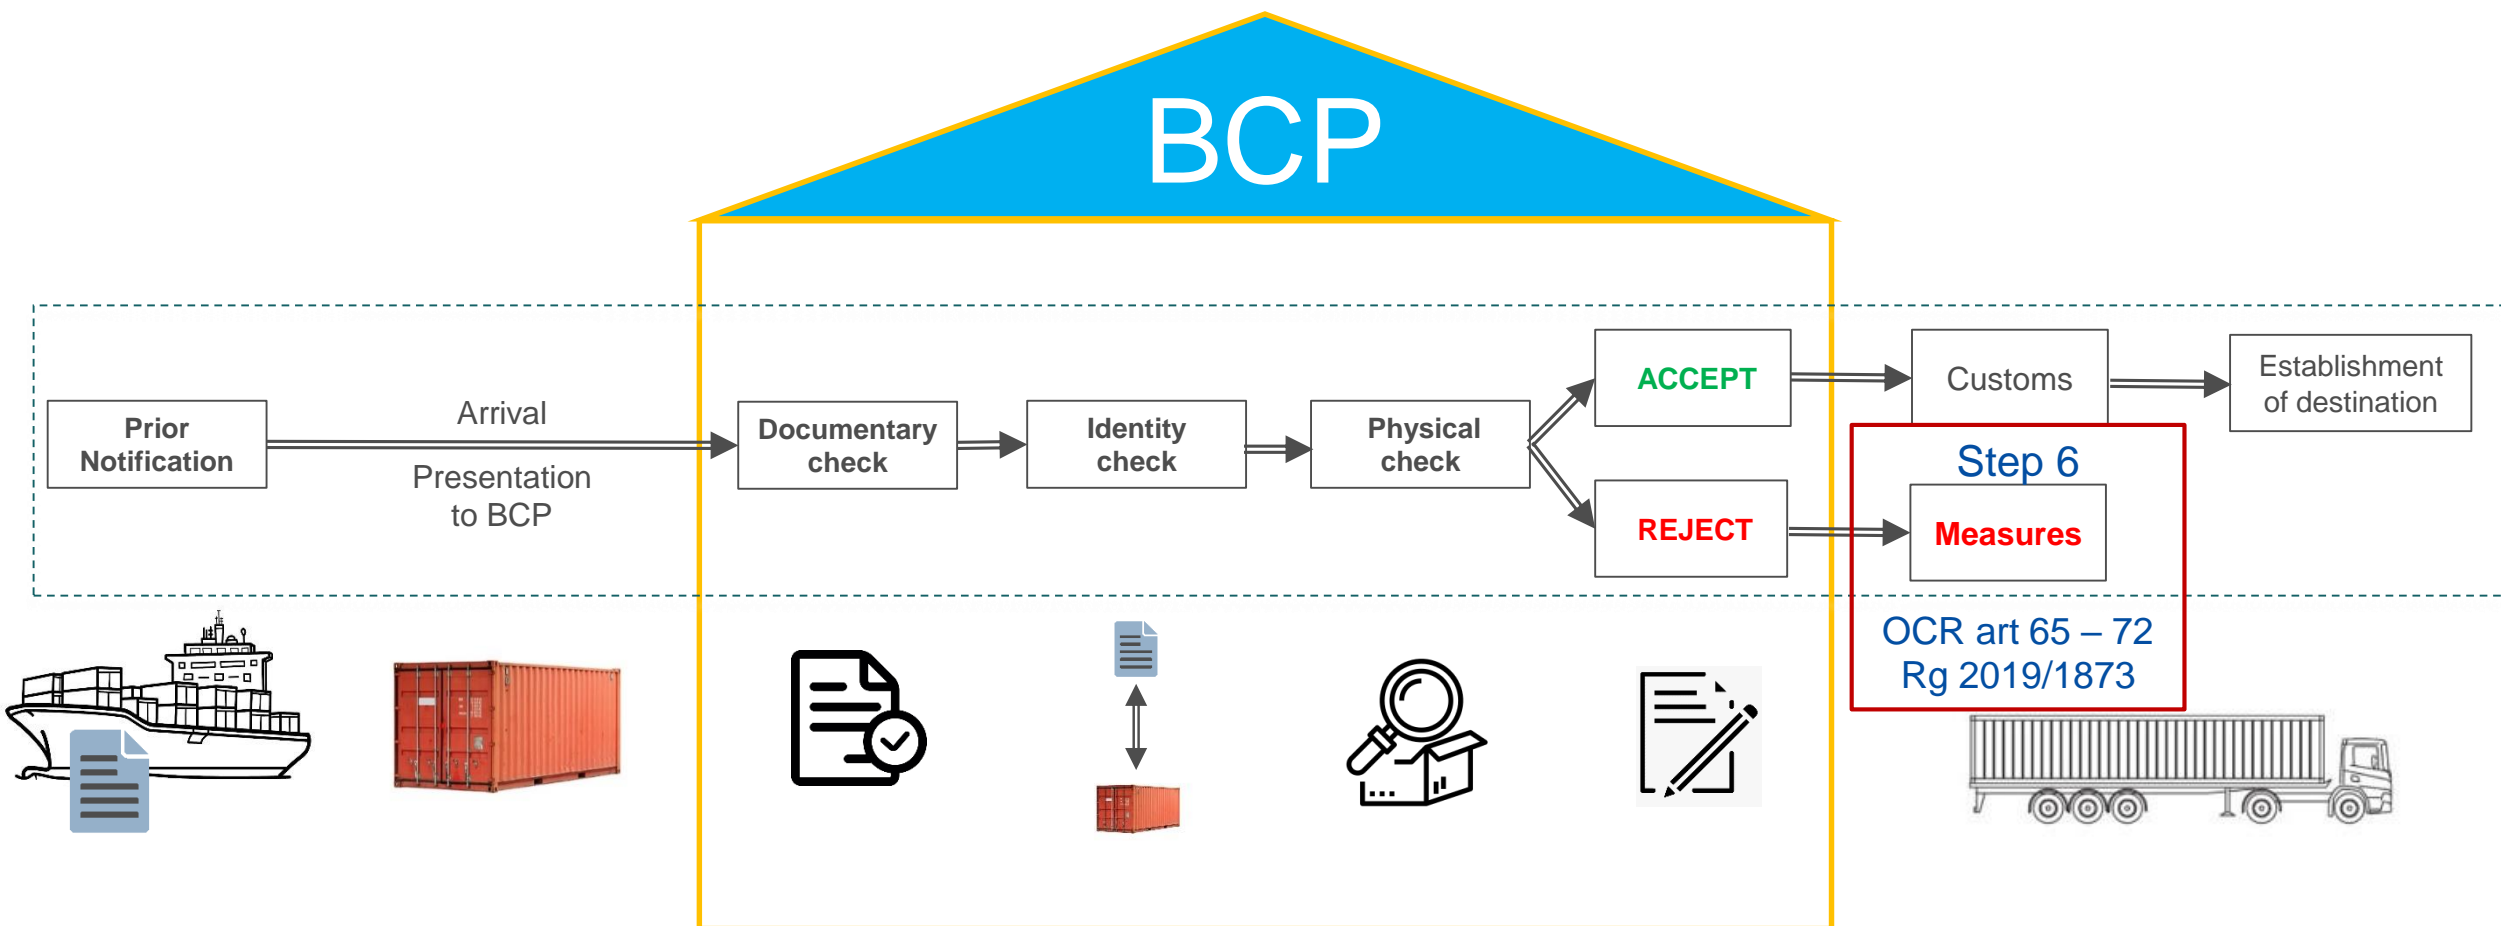 BCP
Prior
Notification
Arrival
Presentation
to BCP
Documentary
check
Identity
check
Physical
check
ACCEPT
REJECT
Customs
Establishment
of destination
Step 6
Measures
OCR art 65 – 72
Rg 2019/1873